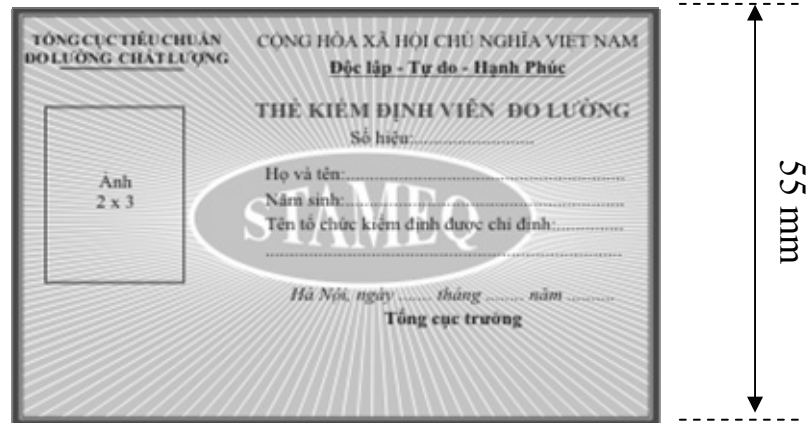 TỔNG CỤC TIÊU CHUẨN
ĐO LƯỜNG CHẤT LƯỢNG
CỘNG HÒA XÃ HỘI CHỦ NGHĨA VIỆT NAM
Độc lập - Tự do - Hạnh Phúc
THẺ KIỂM ĐỊNH VIÊN ĐO LƯỜNG
Số hiệu:..............................
Ảnh
2 x 3
Họ và tên:......................................................................
Năm sinh:......................................................................
Tên tổ chức kiểm định được chỉ định:.................
..........................................................................................
STAMEQ
Hà Nội, ngày ........ tháng ......... năm ...........
Tổng cục trưởng
55 mm